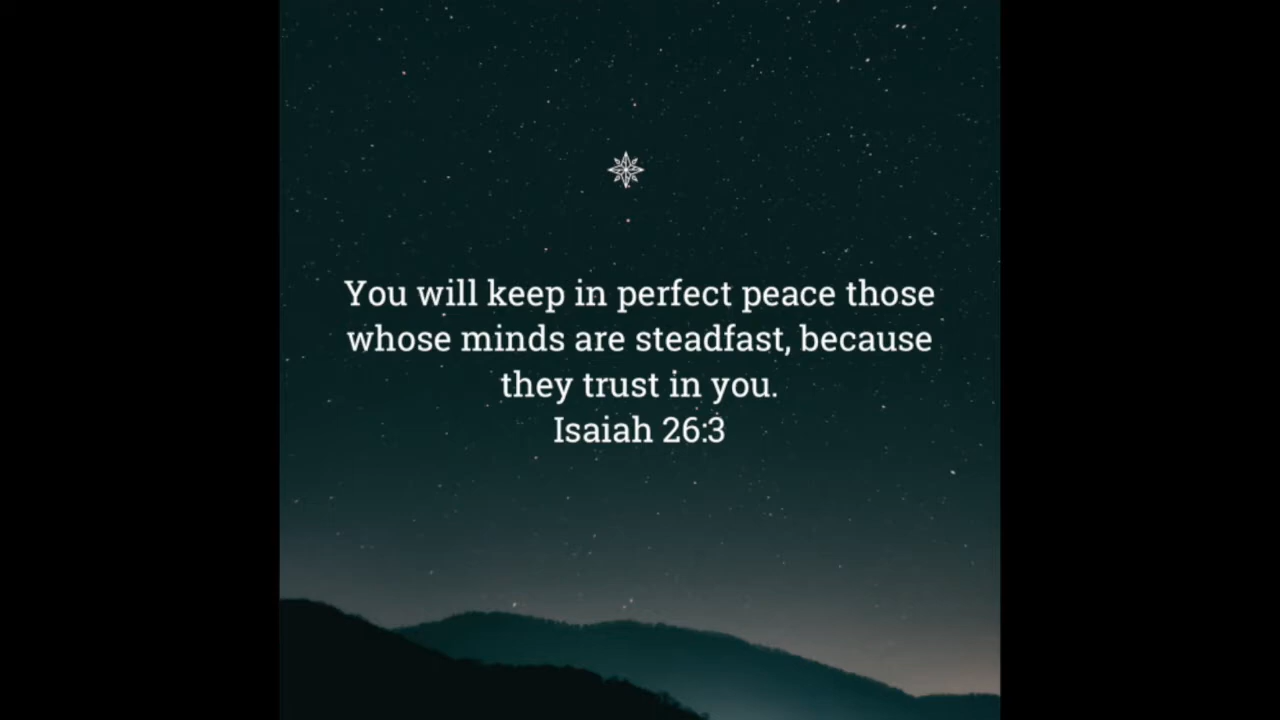 You will keep in perfect peace those
whose minds are steadfast, because
they trust in you.
Isaiah 26:3